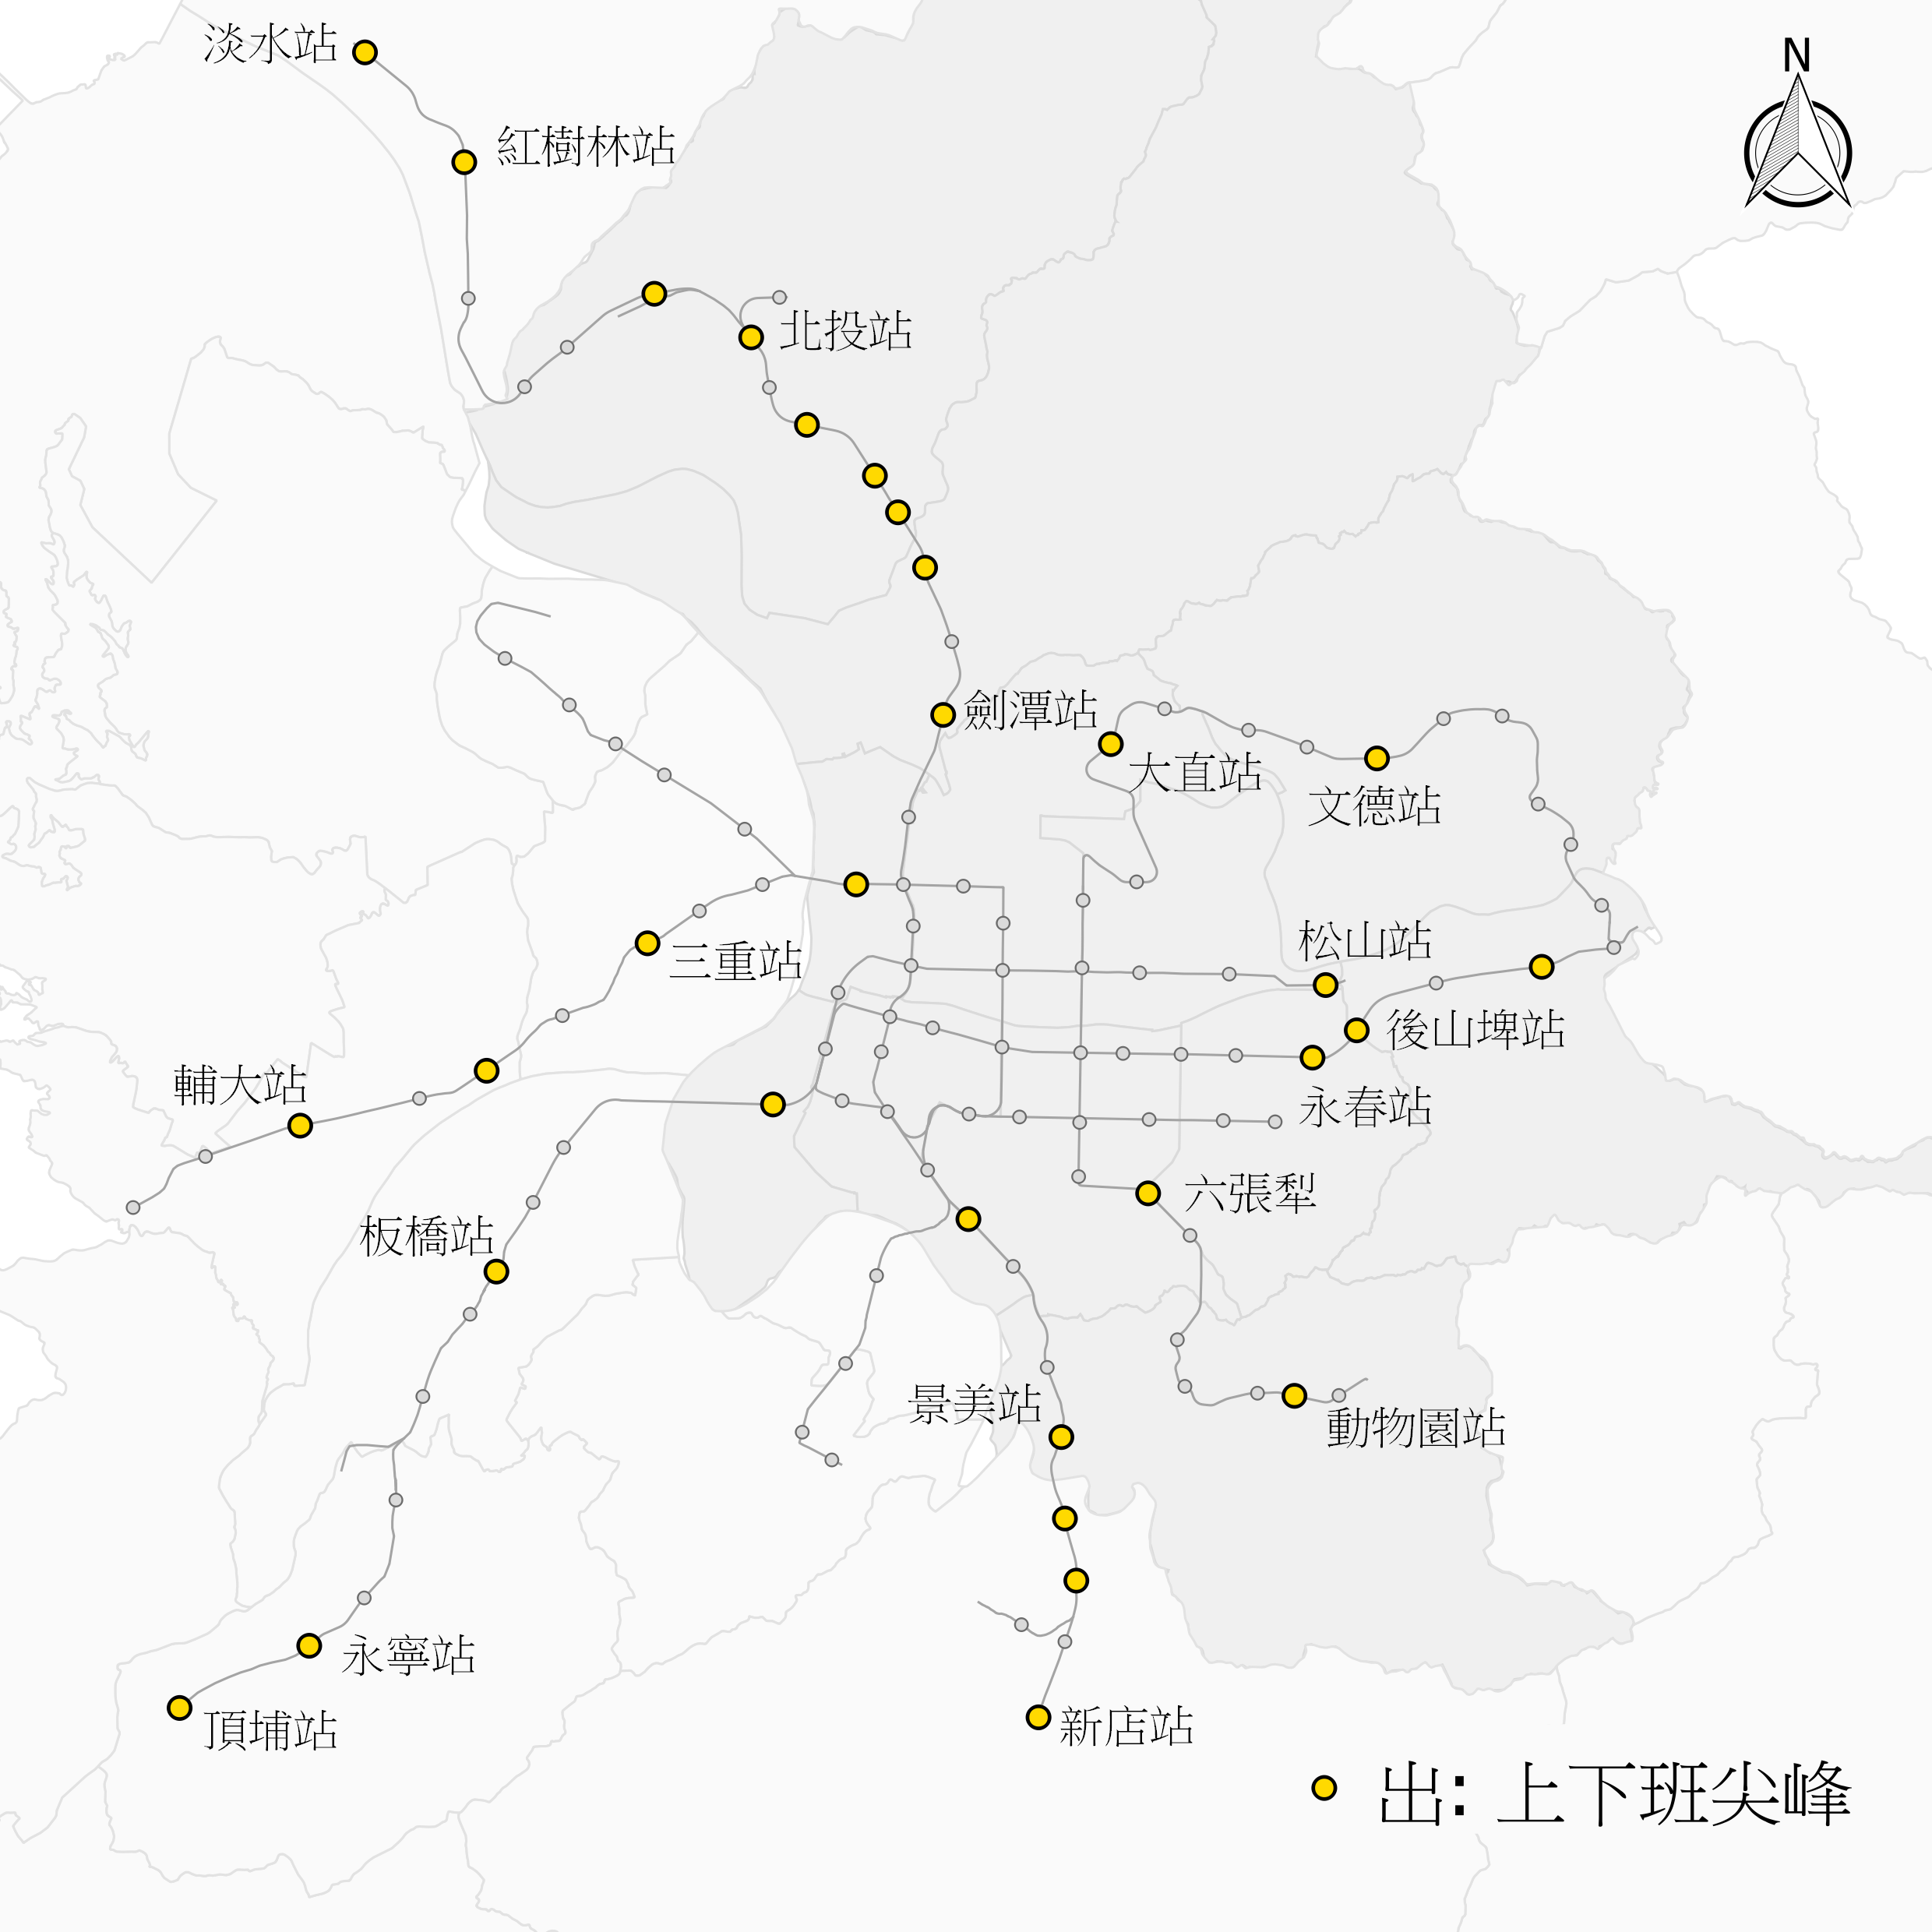 淡水站
N
紅樹林站
北投站
劍潭站
大直站
文德站
松山站
三重站
後山埤站
輔大站
永春站
六張犁
板橋站
景美站
動物園站
永寧站
頂埔站
新店站
出: 上下班尖峰